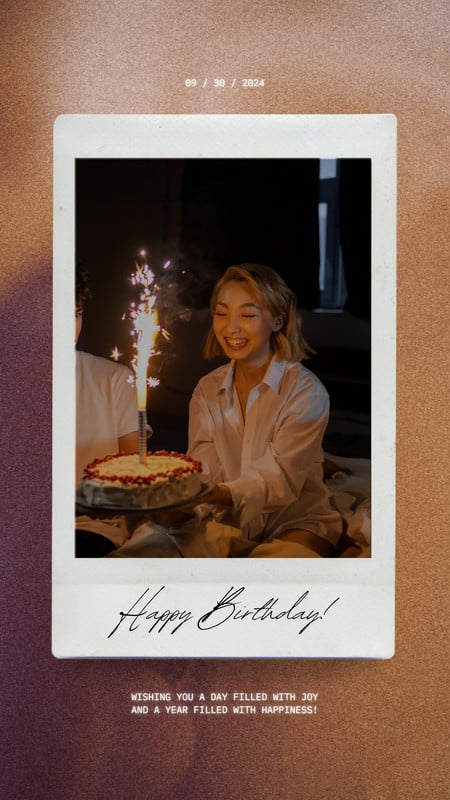 09 / 30 / 2024
Happy Birthday!
WISHING YOU A DAY FILLED WITH JOY
AND A YEAR FILLED WITH HAPPINESS!